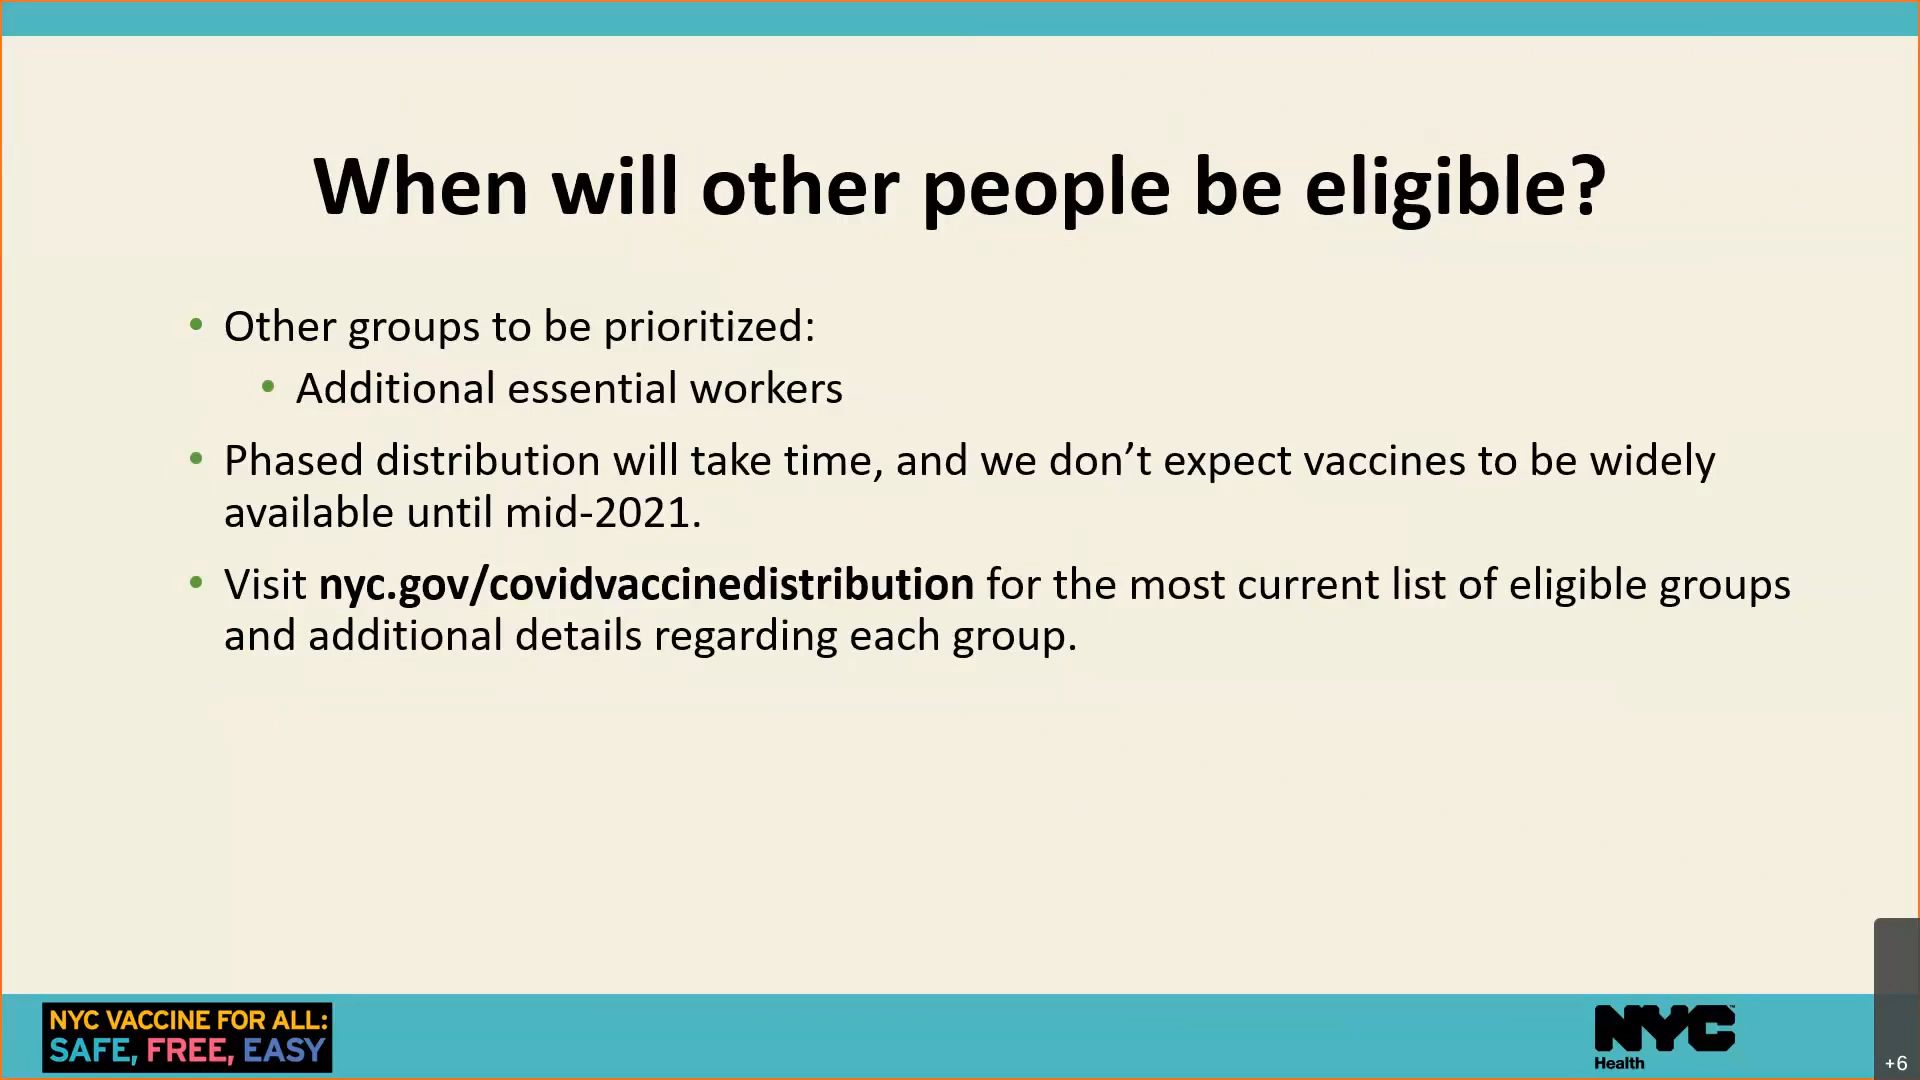 When will other people be eligible?
• Other groups to be prioritized:
• Additional essential workers
• Phased distribution will take time, and we don’t expect vaccines to be widely
available until mid-2021.
• Visit nyc.gov/covidvaccinedistribution for the most current list of eligible groups
and additional details regarding each group.
NYC VACCINE FOR ALL:
SAFE, FREE, EASY
NYC
Health
+6